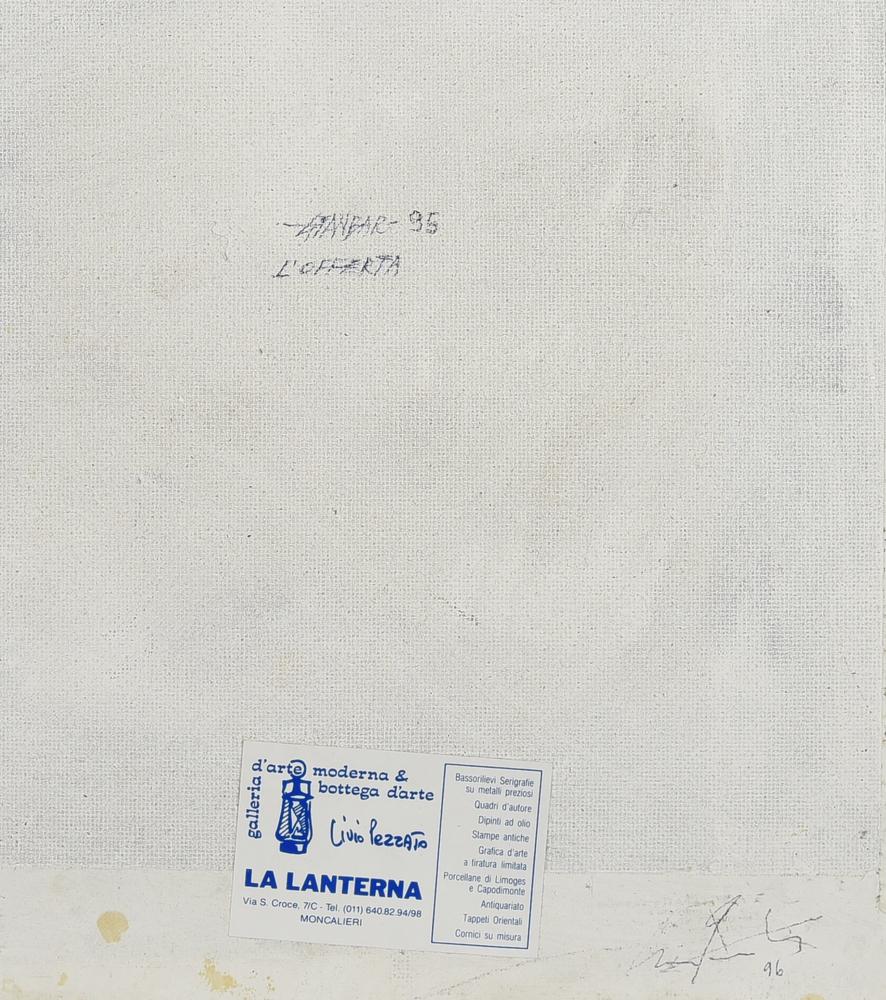 95
L'OFFERTA
galleria d'arte moderna &
bottega d'arte
Livio Pezzato
LA LANTERNA
Via S. Croce, 7/C - Tel. (011) 640.82.94/98
MONCALIERI
Bassorilievi Serigrafie
su metalli preziosi
Quadri d'autore
Dipinti ad olio
Stampe antiche
Grafica d'arte
a tiratura limitata
Porcellane di Limoges
e Capodimonte
Antiquariato
Tappeti Orientali
Cornici su misura
96